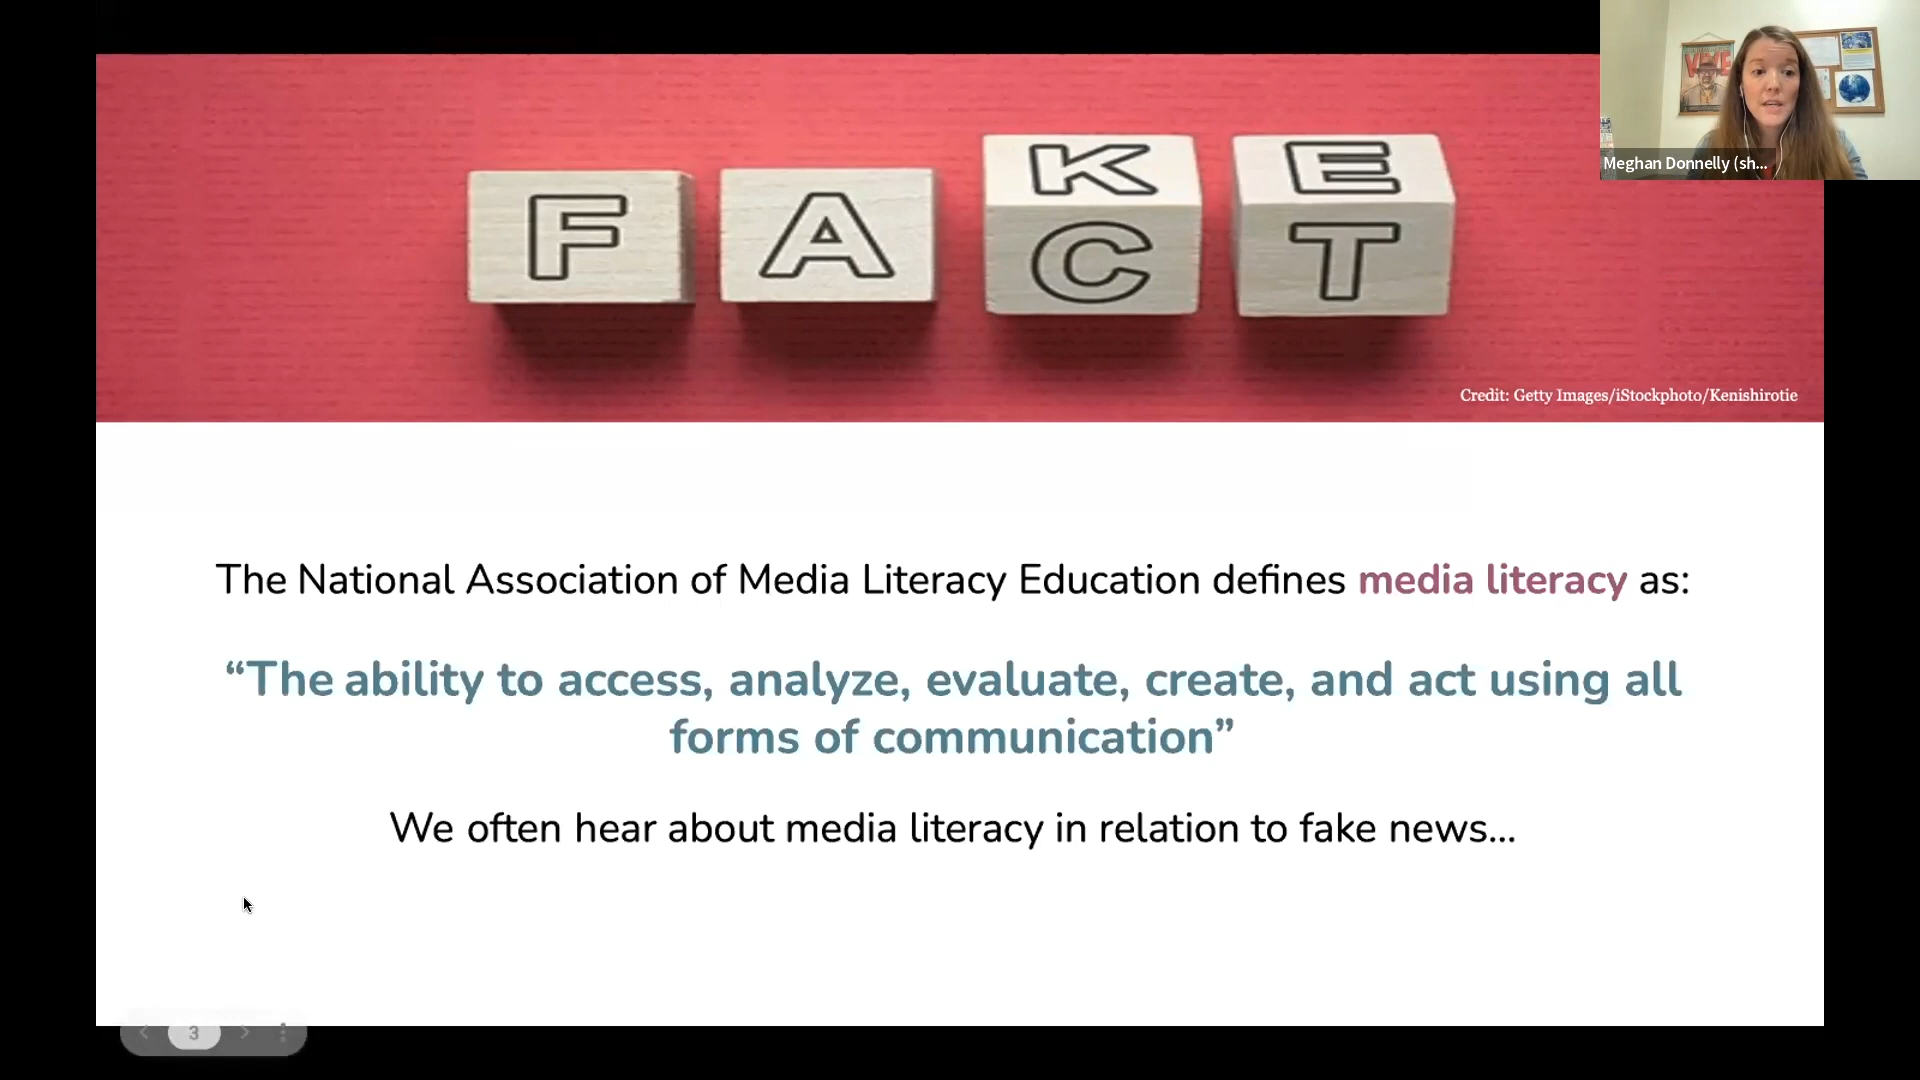 F A K E
C T
Meghan Donnelly (sh...
Credit: Getty Images/iStockphoto/Kenishirotie
The National Association of Media Literacy Education defines media literacy as:
“The ability to access, analyze, evaluate, create, and act using all
forms of communication”
We often hear about media literacy in relation to fake news...
3